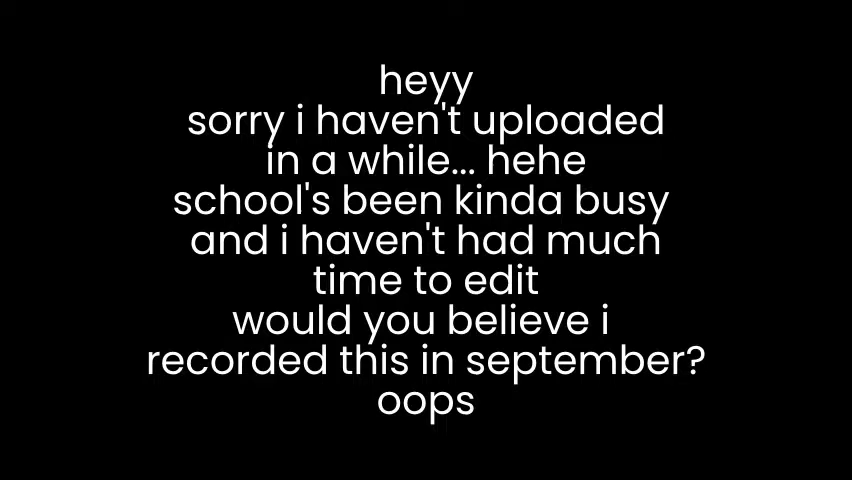 heyy
sorry i haven't uploaded
in a while... hehe
school's been kinda busy
and i haven't had much
time to edit
would you believe i
recorded this in september?
oops